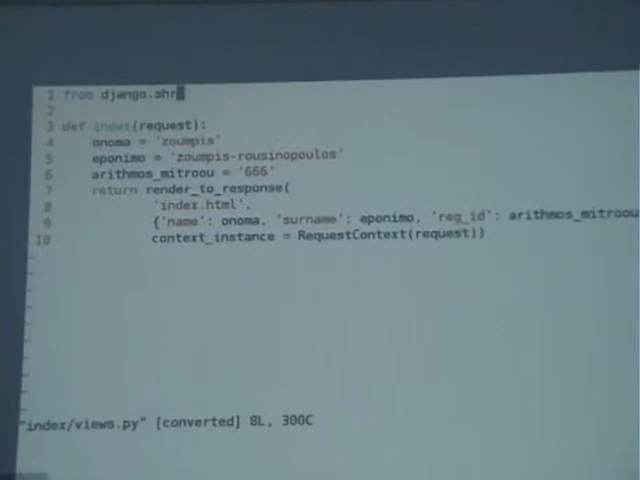 1 from django.shr
2
3 def index(request):
4 onoma = 'zoumpis'
5 eponimo = 'zoumpis-rousinopoulos'
6 arithmos_mitroou = '666'
7 return render_to_response(
8 'index.html',
9 {'name': onoma, 'surname': eponimo, 'reg_id': arithmos_mitroou
10 context_instance = RequestContext(request))
"index/views.py" [converted] 8L, 300C